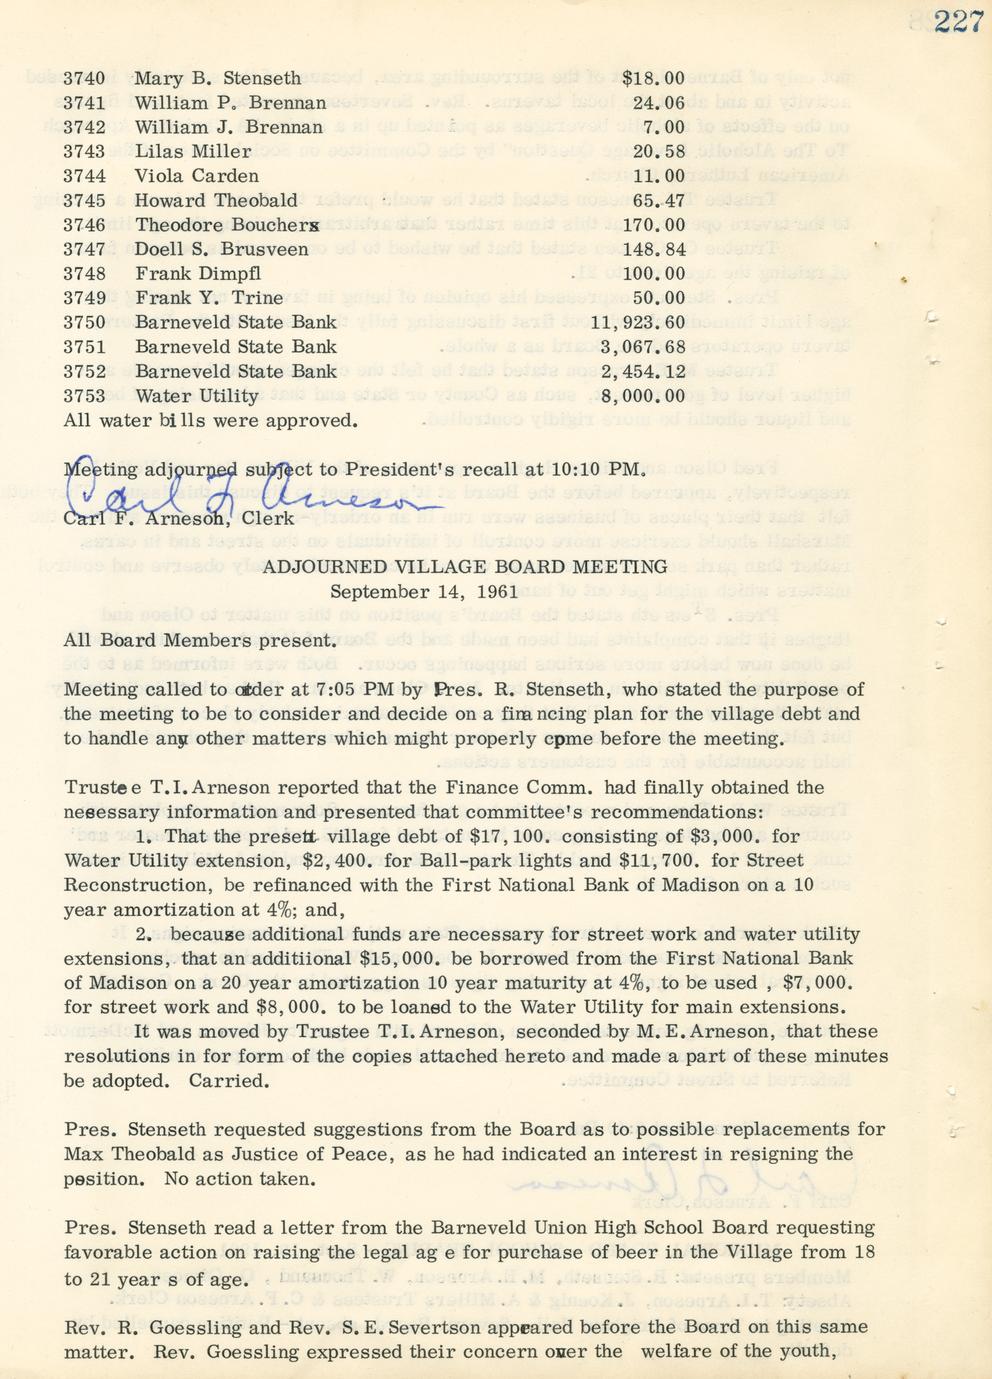 227
3740 Mary B. Stenseth $18.00
3741 William P. Brennan 24.06
3742 William J. Brennan 7.00
3743 Lilas Miller 20.58
3744 Viola Carden 11.00
3745 Howard Theobald 65.47
3746 Theodore Bouchers 170.00
3747 Doell S. Brusveen 148.84
3748 Frank Dimpfl 100.00
3749 Frank Y. Trine 50.00
3750 Barneveld State Bank 11,923.60
3751 Barneveld State Bank 3,067.68
3752 Barneveld State Bank 2,454.12
3753 Water Utility 8,000.00
All water bills were approved.
Meeting adjourned subject to President's recall at 10:10 PM.
Carl F Arneson
Carl F. Arneson, Clerk
ADJOURNED VILLAGE BOARD MEETING
September 14, 1961
All Board Members present.
Meeting called to order at 7:05 PM by Pres. R. Stenseth, who stated the purpose of
the meeting to be to consider and decide on a financing plan for the village debt and
to handle any other matters which might properly come before the meeting.
Trustee T.I. Arneson reported that the Finance Comm. had finally obtained the
necessary information and presented that committee's recommendations:
1. That the present village debt of $17,100. consisting of $3,000. for
Water Utility extension, $2,400. for Ball-park lights and $11,700. for Street
Reconstruction, be refinanced with the First National Bank of Madison on a 10
year amortization at 4%; and,
2. because additional funds are necessary for street work and water utility
extensions, that an additiional $15,000. be borrowed from the First National Bank
of Madison on a 20 year amortization 10 year maturity at 4%, to be used , $7,000.
for street work and $8,000. to be loaned to the Water Utility for main extensions.
It was moved by Trustee T.I. Arneson, seconded by M.E. Arneson, that these
resolutions in for form of the copies attached hereto and made a part of these minutes
be adopted. Carried.
Pres. Stenseth requested suggestions from the Board as to possible replacements for
Max Theobald as Justice of Peace, as he had indicated an interest in resigning the
position. No action taken.
Pres. Stenseth read a letter from the Barneveld Union High School Board requesting
favorable action on raising the legal ag e for purchase of beer in the Village from 18
to 21 year s of age.
Rev. R. Goessling and Rev. S.E. Severtson appeared before the Board on this same
matter. Rev. Goessling expressed their concern over the welfare of the youth,